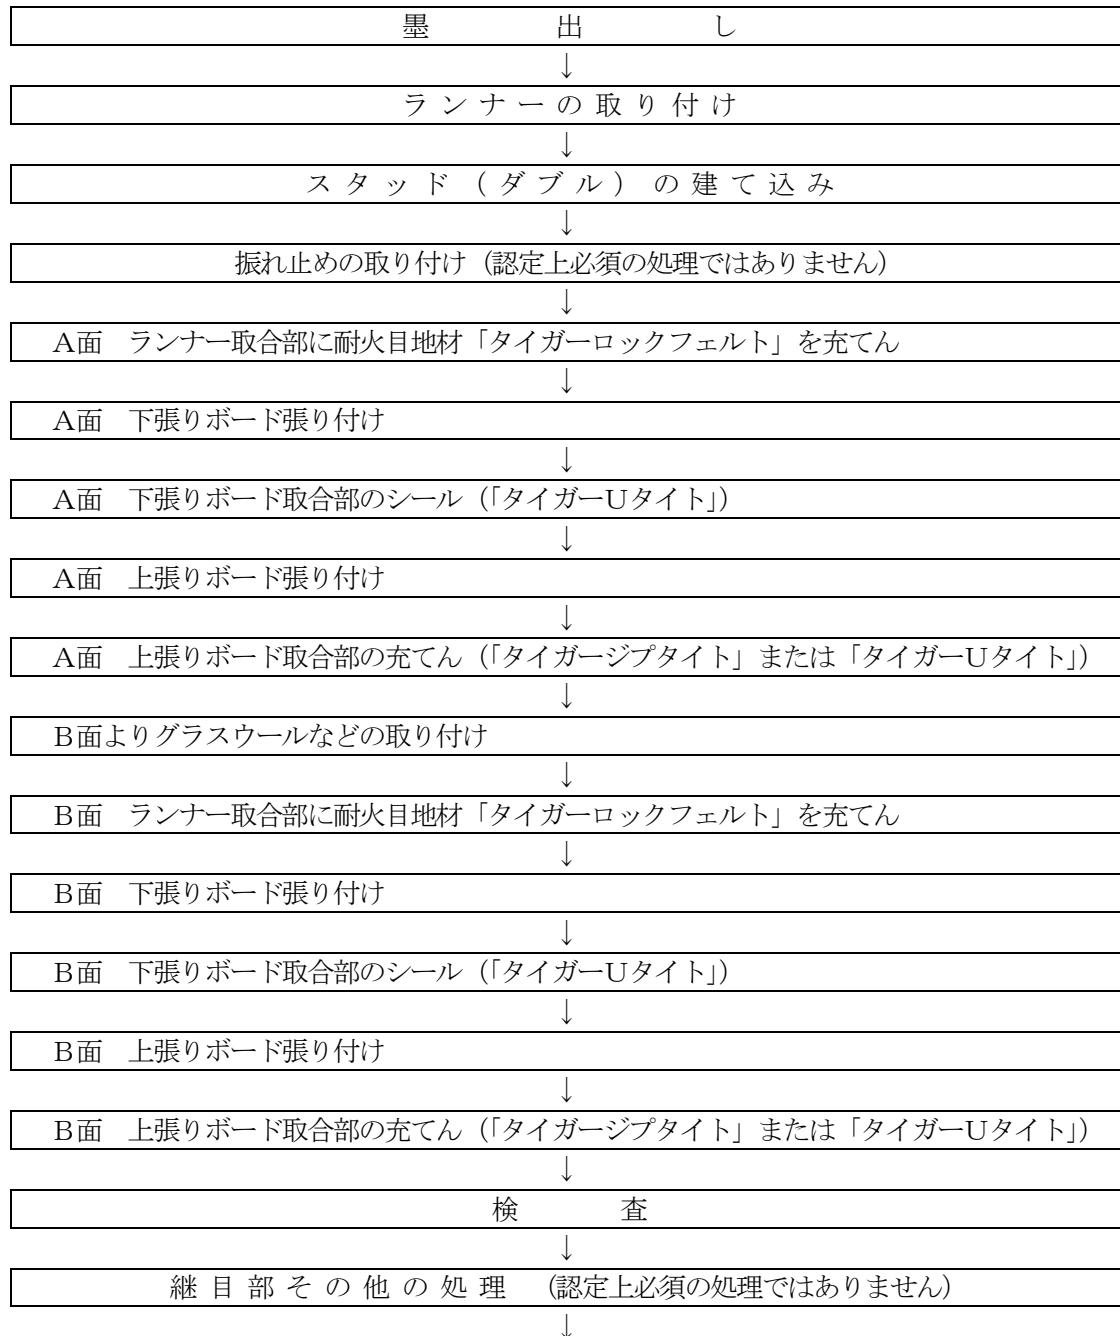 墨出し
↓
ランナーの取り付け
↓
スタッド(ダブル)の建て込み
↓
振れ止めの取り付け(認定上必須の処理ではありません)
↓
A面 ランナー取合部に耐火目地材「タイガーロックフェルト」を充てん
↓
A面 下張りボード張り付け
↓
A面 下張りボード取合部のシール(「タイガーUタイト」)
↓
A面 上張りボード張り付け
↓
A面 上張りボード取合部の充てん(「タイガージプタイト」または「タイガーUタイト」)
↓
B面よりグラスウールなどの取り付け
↓
B面 ランナー取合部に耐火目地材「タイガーロックフェルト」を充てん
↓
B面 下張りボード張り付け
↓
B面 下張りボード取合部のシール(「タイガーUタイト」)
↓
B面 上張りボード張り付け
↓
B面 上張りボード取合部の充てん(「タイガージプタイト」または「タイガーUタイト」)
↓
検査
↓
継目部その他の処理 (認定上必須の処理ではありません)
↓